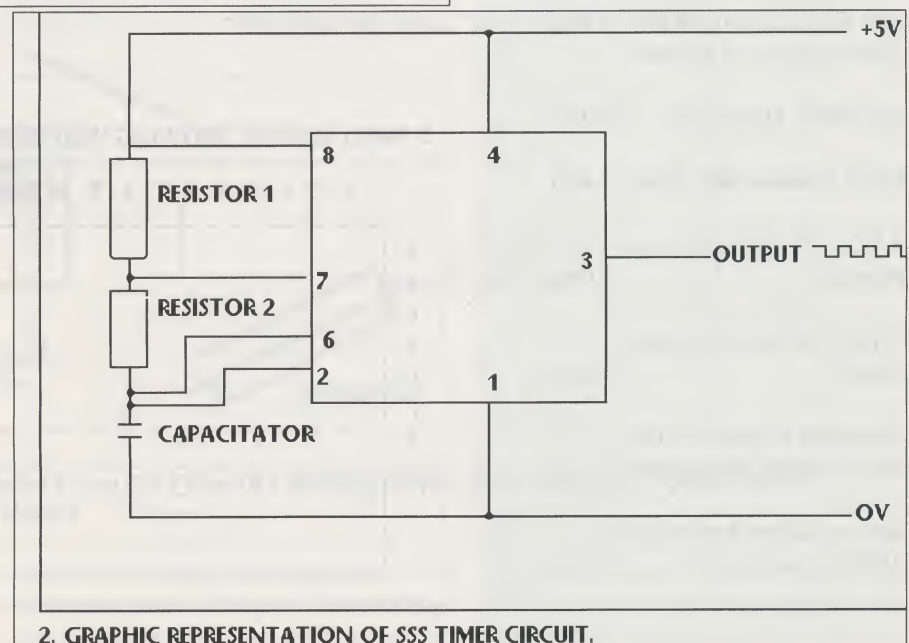 +5V
8
4
RESISTOR 1
3
OUTPUT
7
RESISTOR 2
6
2
1
CAPACITATOR
OV
2. GRAPHIC REPRESENTATION OF SSS TIMER CIRCUIT.